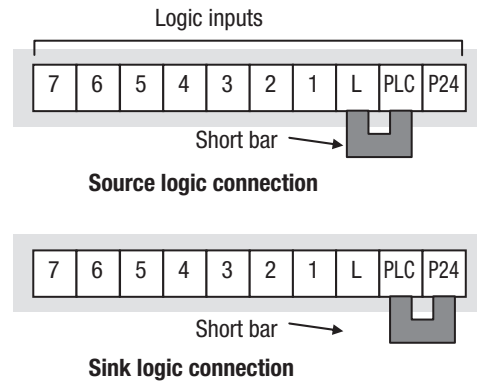 Logic inputs
7 6 5 4 3 2 1 L PLC P24
Short bar
Source logic connection
7 6 5 4 3 2 1 L PLC P24
Short bar
Sink logic connection